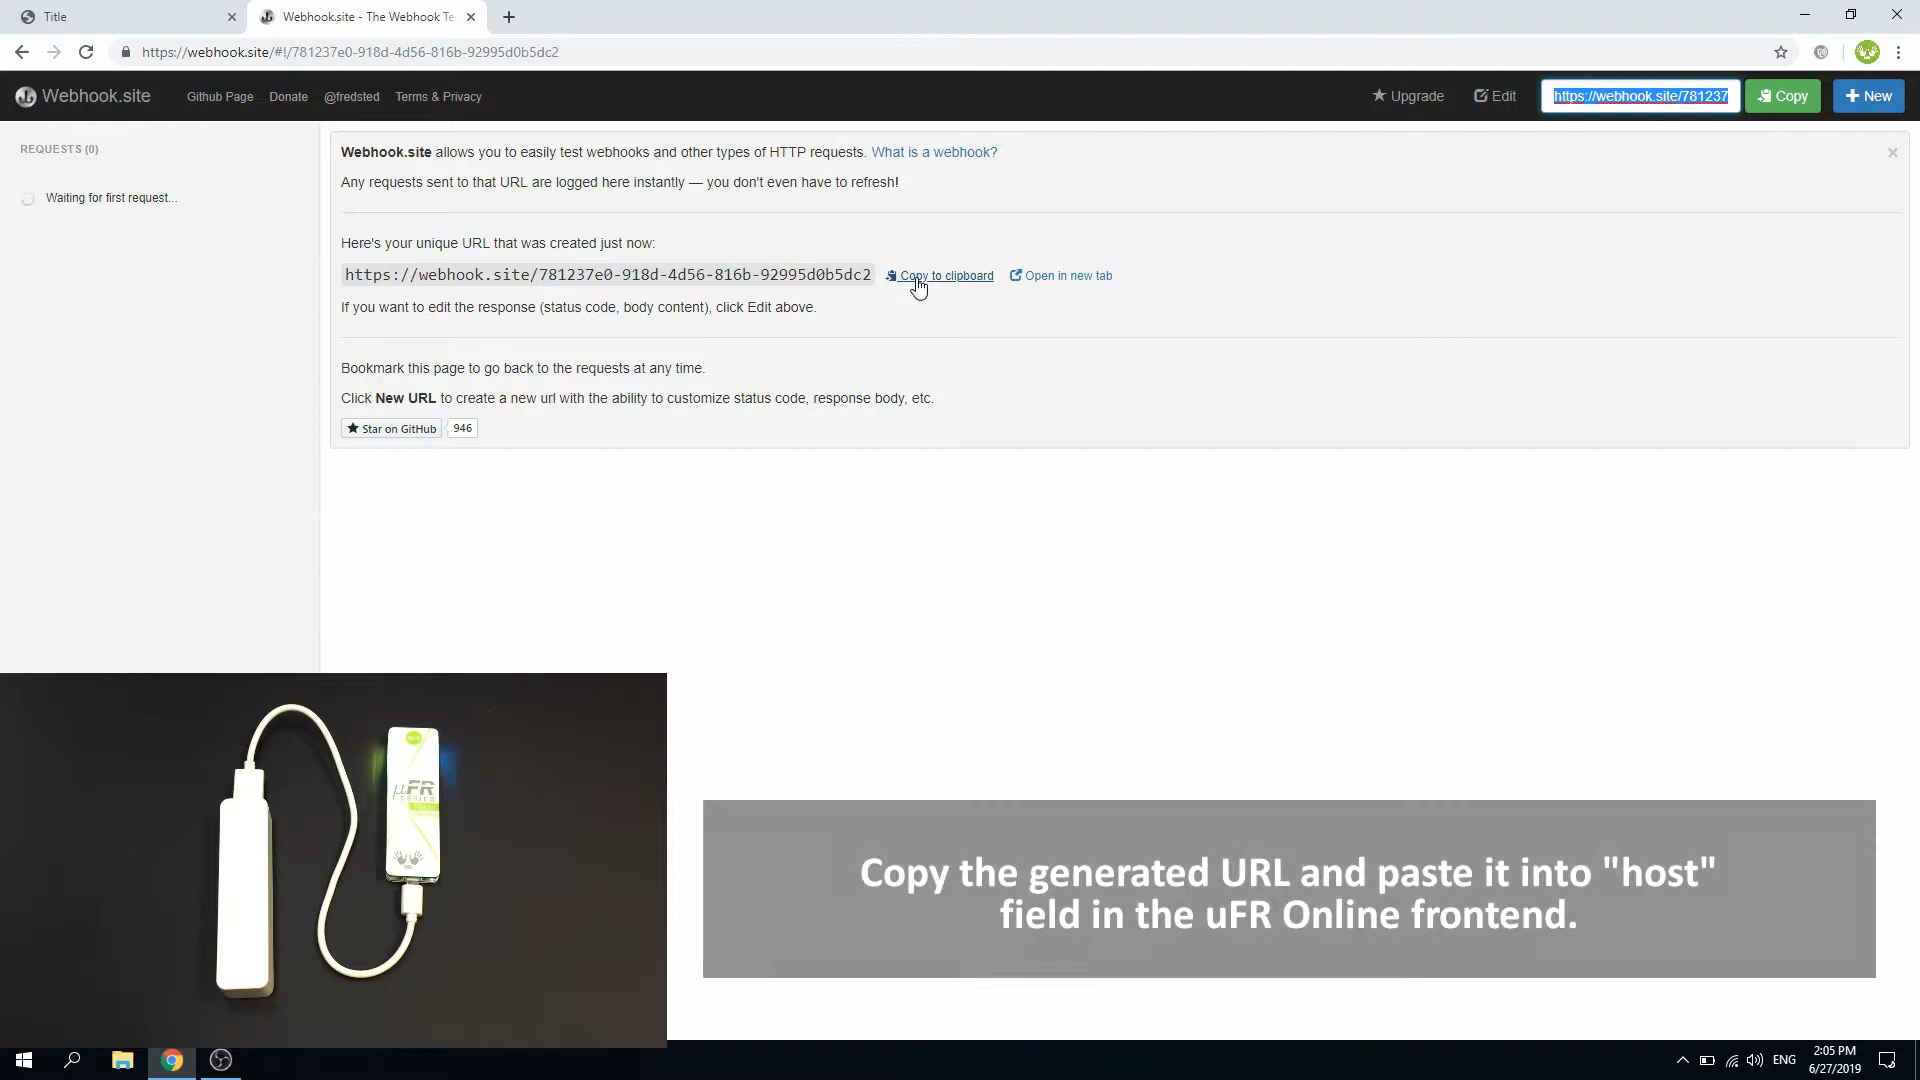 Title
Webhook.site - The Webhook Te
https://webhook.site/#!/781237e0-918d-4d56-816b-92995d0b5dc2
Webhook.site
Github Page
Donate
@fredsted
Terms & Privacy
Upgrade
Edit
https://webhook.site/781237
Copy
New
REQUESTS (0)
Waiting for first request...
Webhook.site allows you to easily test webhooks and other types of HTTP requests. What is a webhook?
Any requests sent to that URL are logged here instantly — you don't even have to refresh!
Here's your unique URL that was created just now:
https://webhook.site/781237e0-918d-4d56-816b-92995d0b5dc2
Copy to clipboard
Open in new tab
If you want to edit the response (status code, body content), click Edit above.
Bookmark this page to go back to the requests at any time.
Click New URL to create a new url with the ability to customize status code, response body, etc.
Star on GitHub
946
µFR
SERIES
Copy the generated URL and paste it into "host"
field in the uFR Online frontend.
ENG
2:05 PM
6/27/2019